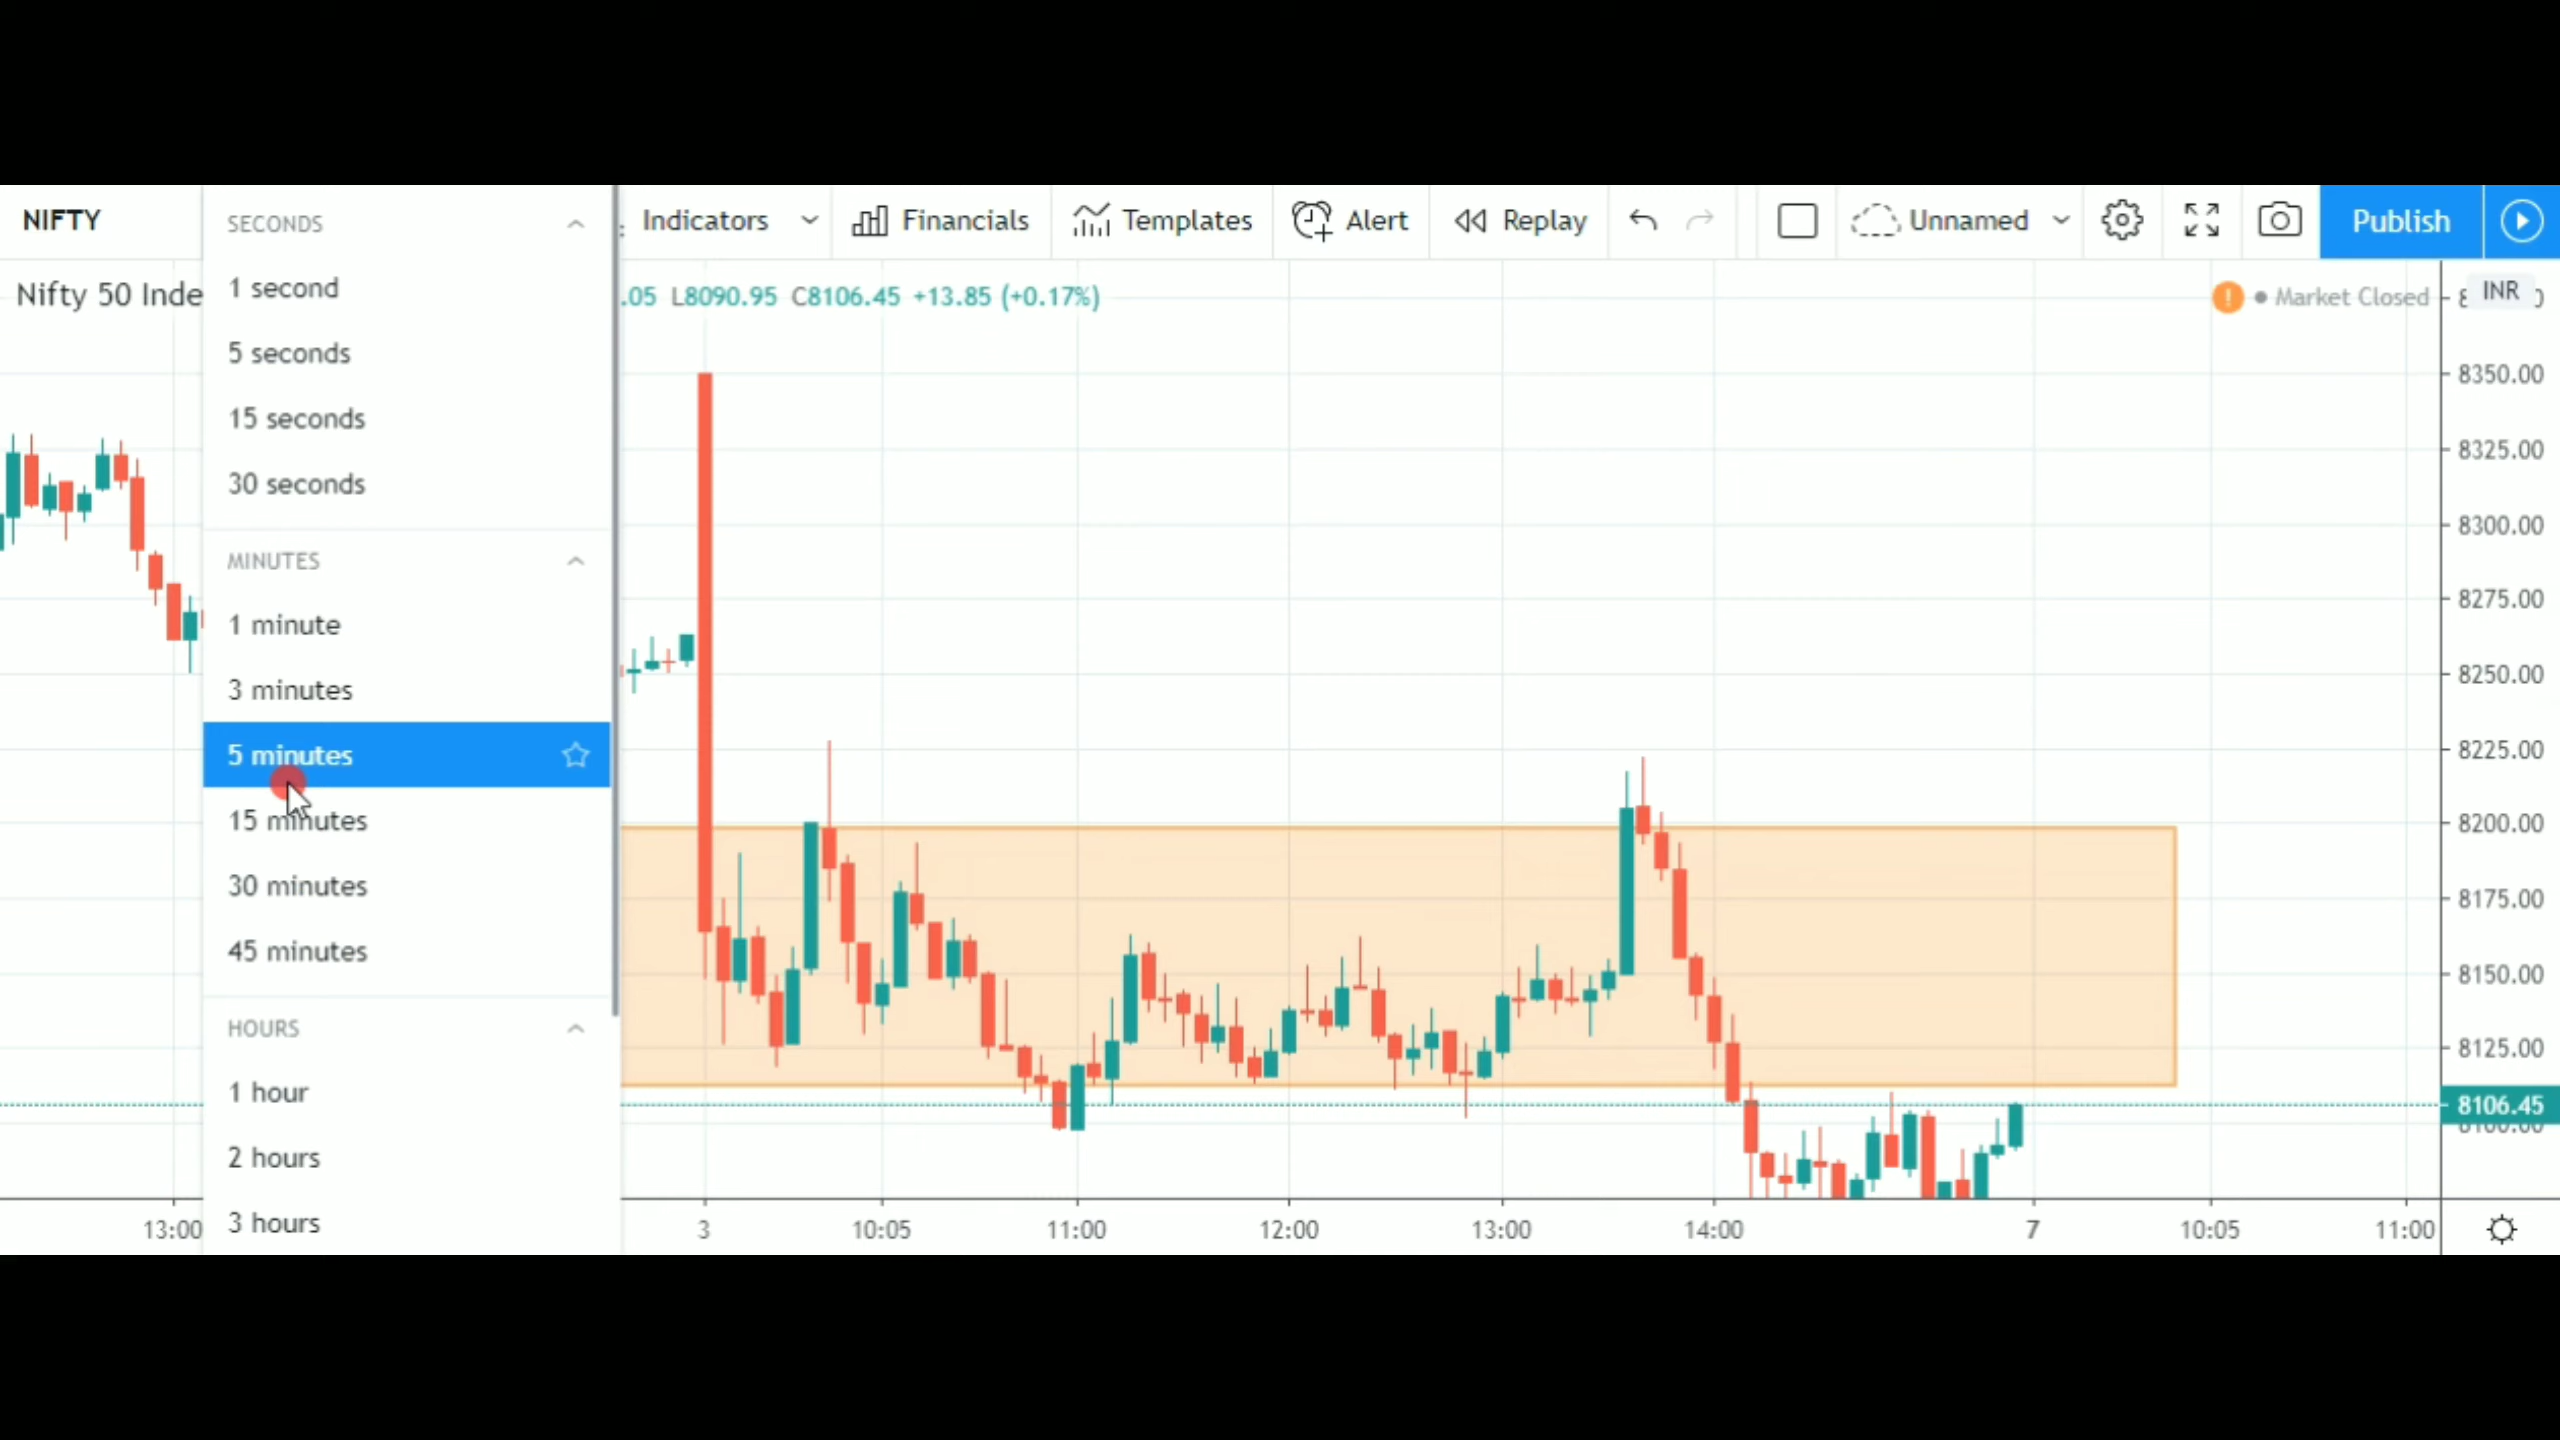 NIFTY
Indicators
Financials
Templates
Alert
Replay
Unnamed
Publish
Nifty 50 Inde
.05 L8090.95 C8106.45 +13.85 (+0.17%)
Market Closed
INR
SECONDS
1 second
5 seconds
15 seconds
30 seconds
MINUTES
1 minute
3 minutes
5 minutes
15 minutes
30 minutes
45 minutes
HOURS
1 hour
2 hours
3 hours
8350.00
8325.00
8300.00
8275.00
8250.00
8225.00
8200.00
8175.00
8150.00
8125.00
8106.45
13:00 3 10:05 11:00 12:00 13:00 14:00 7 10:05 11:00